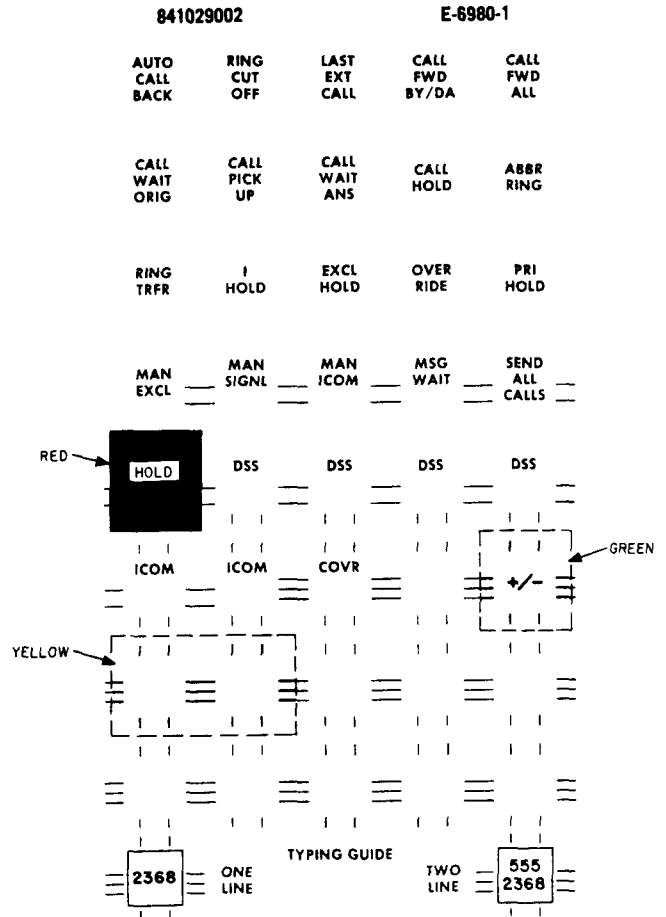 841029002 E-6980-1
AUTO RING LAST CALL CALL
CALL CUT EXT FWD FWD
BACK OFF CALL BY/DA ALL
CALL CALL CALL CALL ABBR
WAIT PICK WAIT HOLD RING
ORIG UP ANS
RING I EXCL OVER PRI
TRFR HOLD HOLD RIDE HOLD
MAN MAN MAN MSG SEND
EXCL SIGNL ICOM WAIT ALL
CALLS
RED
HOLD DSS DSS DSS DSS
GREEN
ICOM ICOM COVR +/-
YELLOW
TYPING GUIDE
2368 ONE TWO 555
LINE LINE 2368